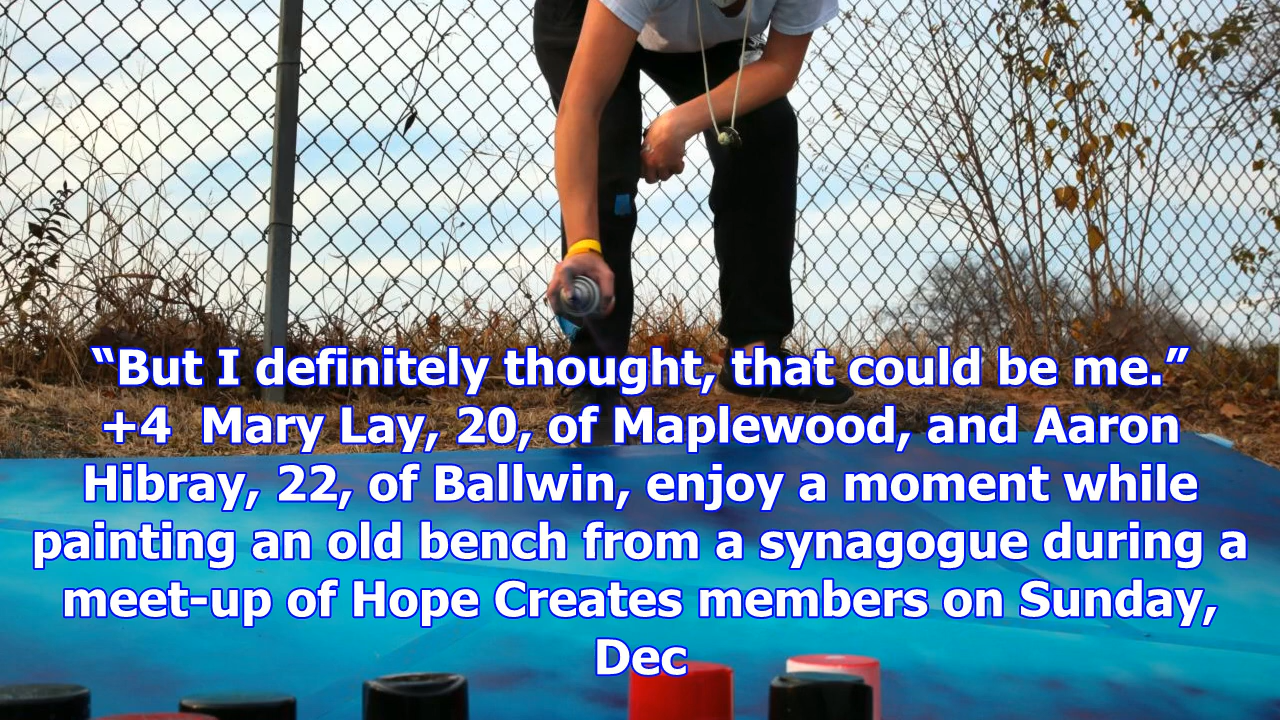 “But I definitely thought, that could be me.”
+4  Mary Lay, 20, of Maplewood, and Aaron
Hibray, 22, of Ballwin, enjoy a moment while
painting an old bench from a synagogue during a
meet-up of Hope Creates members on Sunday,
Dec